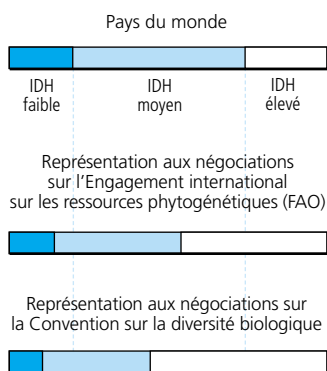 Pays du monde
IDH faible
IDH moyen
IDH élevé
Représentation aux négociations
sur l'Engagement international
sur les ressources phytogénétiques (FAO)
Représentation aux négociations sur
la Convention sur la diversité biologique